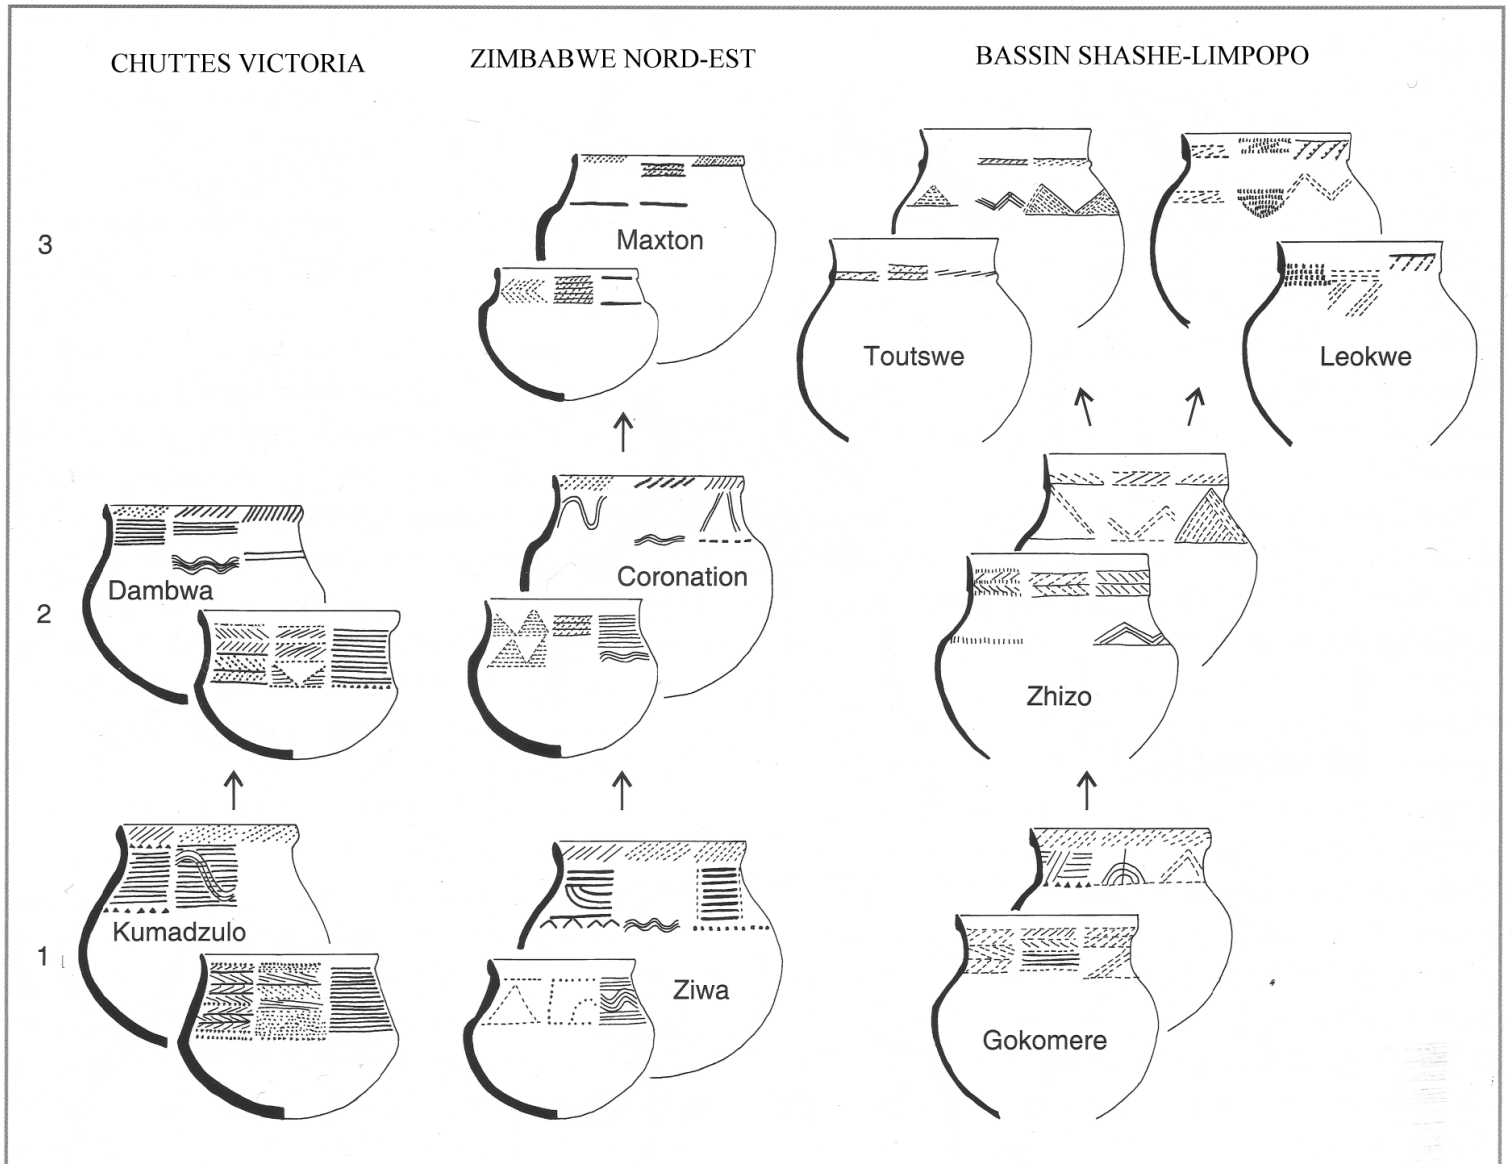 CHUTTES VICTORIA
ZIMBABWE NORD-EST
BASSIN SHASHE-LIMPOPO
3
Maxton
Toutswe
Leokwe
2
Dambwa
Coronation
Zhizo
1
Kumadzulo
Ziwa
Gokomere